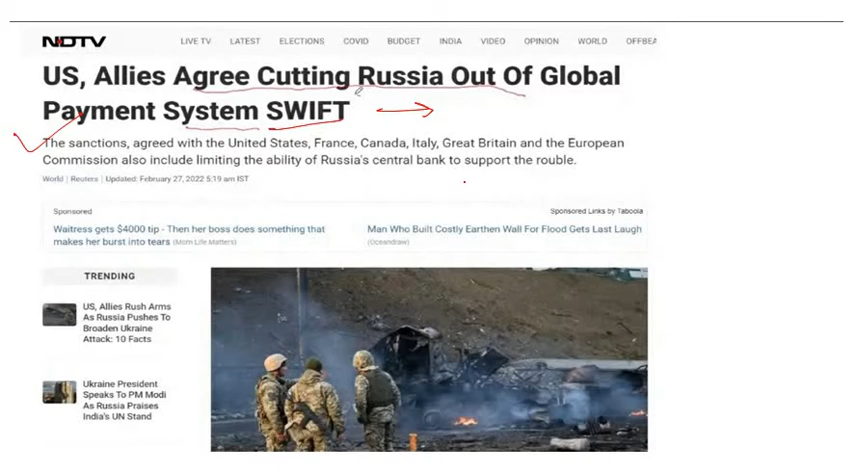 NDTV
LIVE TV LATEST ELECTIONS COVID BUDGET INDIA VIDEO OPINION WORLD OFFBEA
US, Allies Agree Cutting Russia Out Of Global
Payment System SWIFT
The sanctions, agreed with the United States, France, Canada, Italy, Great Britain and the European
Commission also include limiting the ability of Russia's central bank to support the rouble.
World | Reuters | Updated: February 27, 2022 5:19 am IST
Sponsored
Sponsored Links by Taboola
Waitress gets $4000 tip - Then her boss does something that
makes her burst into tears (Mom Life Matters)
Man Who Built Costly Earthen Wall For Flood Gets Last Laugh
(Oceandraw)
TRENDING
US, Allies Rush Arms
As Russia Pushes To
Broaden Ukraine
Attack: 10 Facts
Ukraine President
Speaks To PM Modi
As Russia Praises
India's UN Stand